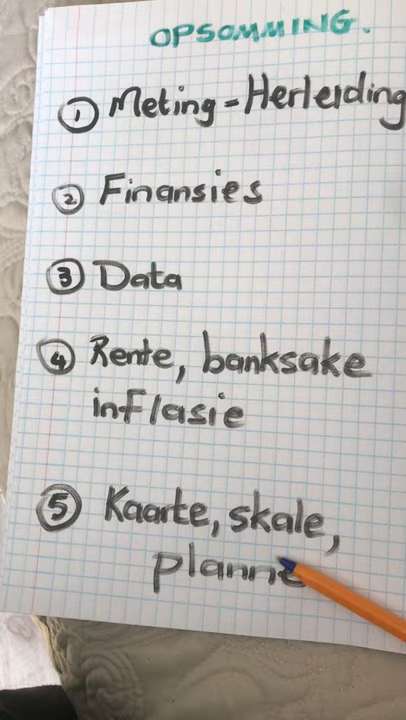 OPSOMMING.
① Meting = Herleiding
② Finansies
③ Data
④ Rente, banksake
inflasie
⑤ Kaarte, skale,
planne